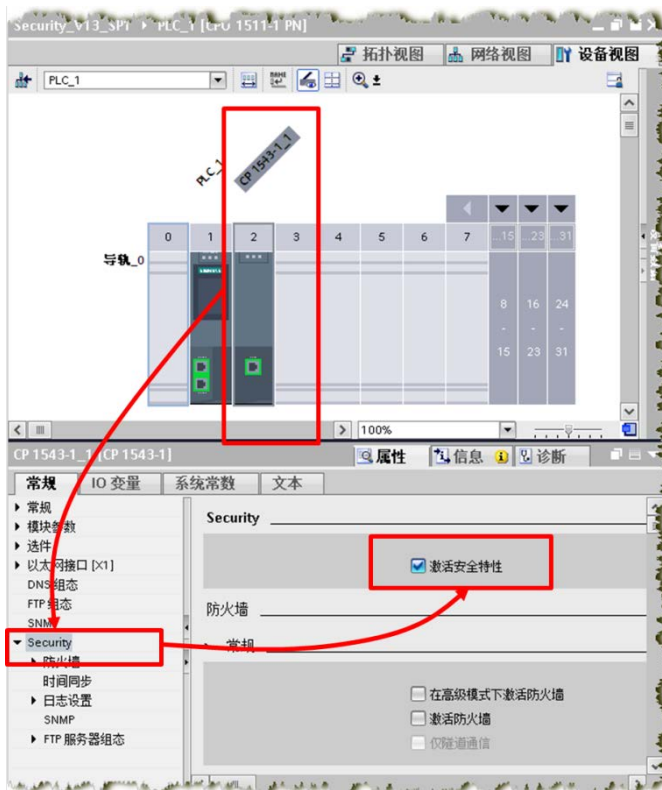 Security_V13_SP1 ▸ PLC_1 [CPU 1511-1 PN]
拓扑视图 网络视图 设备视图
PLC_1
PLC_1 CP 1543-1_1
0 1 2 3 4 5 6 7 ...15 ...23 ...31
导轨_0
8 16 24
- - -
15 23 31
100%
CP 1543-1_1 [CP 1543-1]
属性 信息 诊断
常规 IO 变量 系统常数 文本
常规
模块参数
选件
以太网接口 [X1]
DNS 组态
FTP 组态
SNMP
Security
防火墙
时间同步
日志设置
SNMP
FTP 服务器组态
Security
激活安全特性
防火墙
常规
在高级模式下激活防火墙
激活防火墙
仅隧道通信